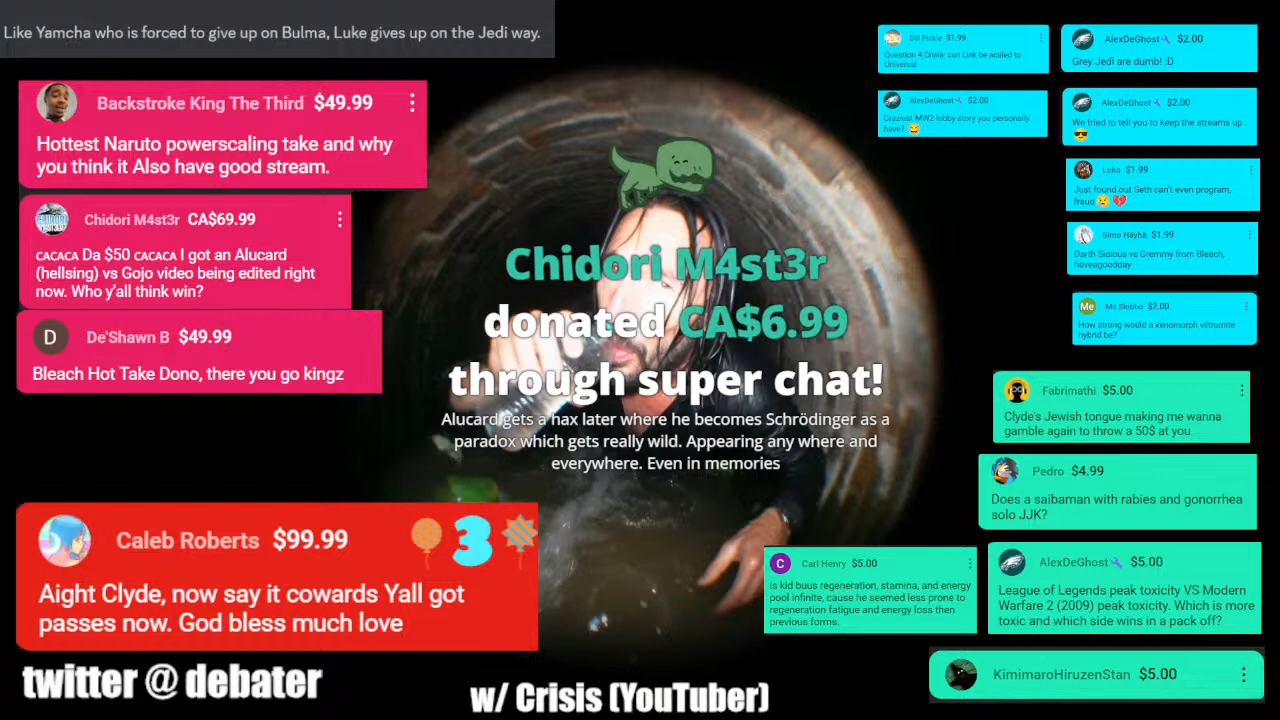 Like Yamcha who is forced to give up on Bulma, Luke gives up on the Jedi way.
Backstroke King The Third $49.99
Hottest Naruto powerscaling take and why
you think it Also have good stream.
Chidori M4st3r CA$69.99
ᴄᴀᴄᴀᴄᴀ Da $50 ᴄᴀᴄᴀᴄᴀ I got an Alucard
(hellsing) vs Gojo video being edited right
now. Who y'all think win?
D De'Shawn B $49.99
Bleach Hot Take Dono, there you go kingz
Chidori M4st3r
donated CA$6.99
through super chat!
Alucard gets a hax later where he becomes Schrödinger as a
paradox which gets really wild. Appearing any where and
everywhere. Even in memories
Caleb Roberts $99.99
3
Aight Clyde, now say it cowards Yall got
passes now. God bless much love
twitter @ debater
w/ Crisis (YouTuber)
Dill Pickle $1.99
Question 4 Crisis: can Link be scaled to
Universal
AlexDeGhost $2.00
Grey Jedi are dumb! :D
AlexDeGhost $2.00
Craziest MW2 lobby story you personally
have? 😂
AlexDeGhost $2.00
We tried to tell you to keep the streams up
😎
Loko $1.99
Just found out Seth can't even program,
fraud 😢 💔
Simo Häyhä $1.99
Darth Sidious vs Gremmy from Bleach,
haveagoodday
Me Me Slobbo $2.00
How strong would a xenomorph viltrumite
hybrid be?
Fabrimathi $5.00
Clyde's Jewish tongue making me wanna
gamble again to throw a 50$ at you
Pedro $4.99
Does a saibaman with rabies and gonorrhea
solo JJK?
C Carl Henry $5.00
is kid buus regeneration, stamina, and energy
pool infinite, cause he seemed less prone to
regeneration fatigue and energy loss then
previous forms.
AlexDeGhost $5.00
League of Legends peak toxicity VS Modern
Warfare 2 (2009) peak toxicity. Which is more
toxic and which side wins in a pack off?
KimimaroHiruzenStan $5.00